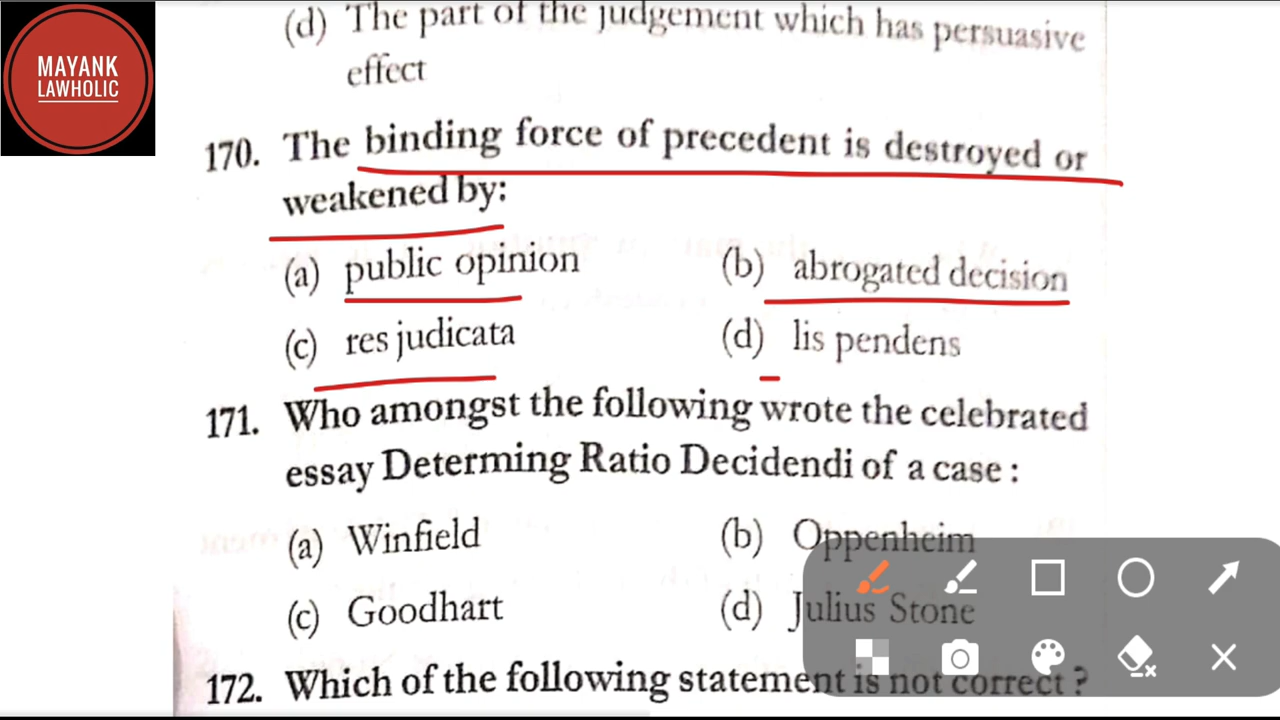 MAYANK
LAWHOLIC
(d) The part of the judgement which has persuasive
effect
170. The binding force of precedent is destroyed or
weakened by:
(a) public opinion (b) abrogated decision
(c) res judicata (d) lis pendens
171. Who amongst the following wrote the celebrated
essay Determing Ratio Decidendi of a case :
(a) Winfield (b) Oppenheim
(c) Goodhart (d) Julius Stone
172. Which of the following statement is not correct ?